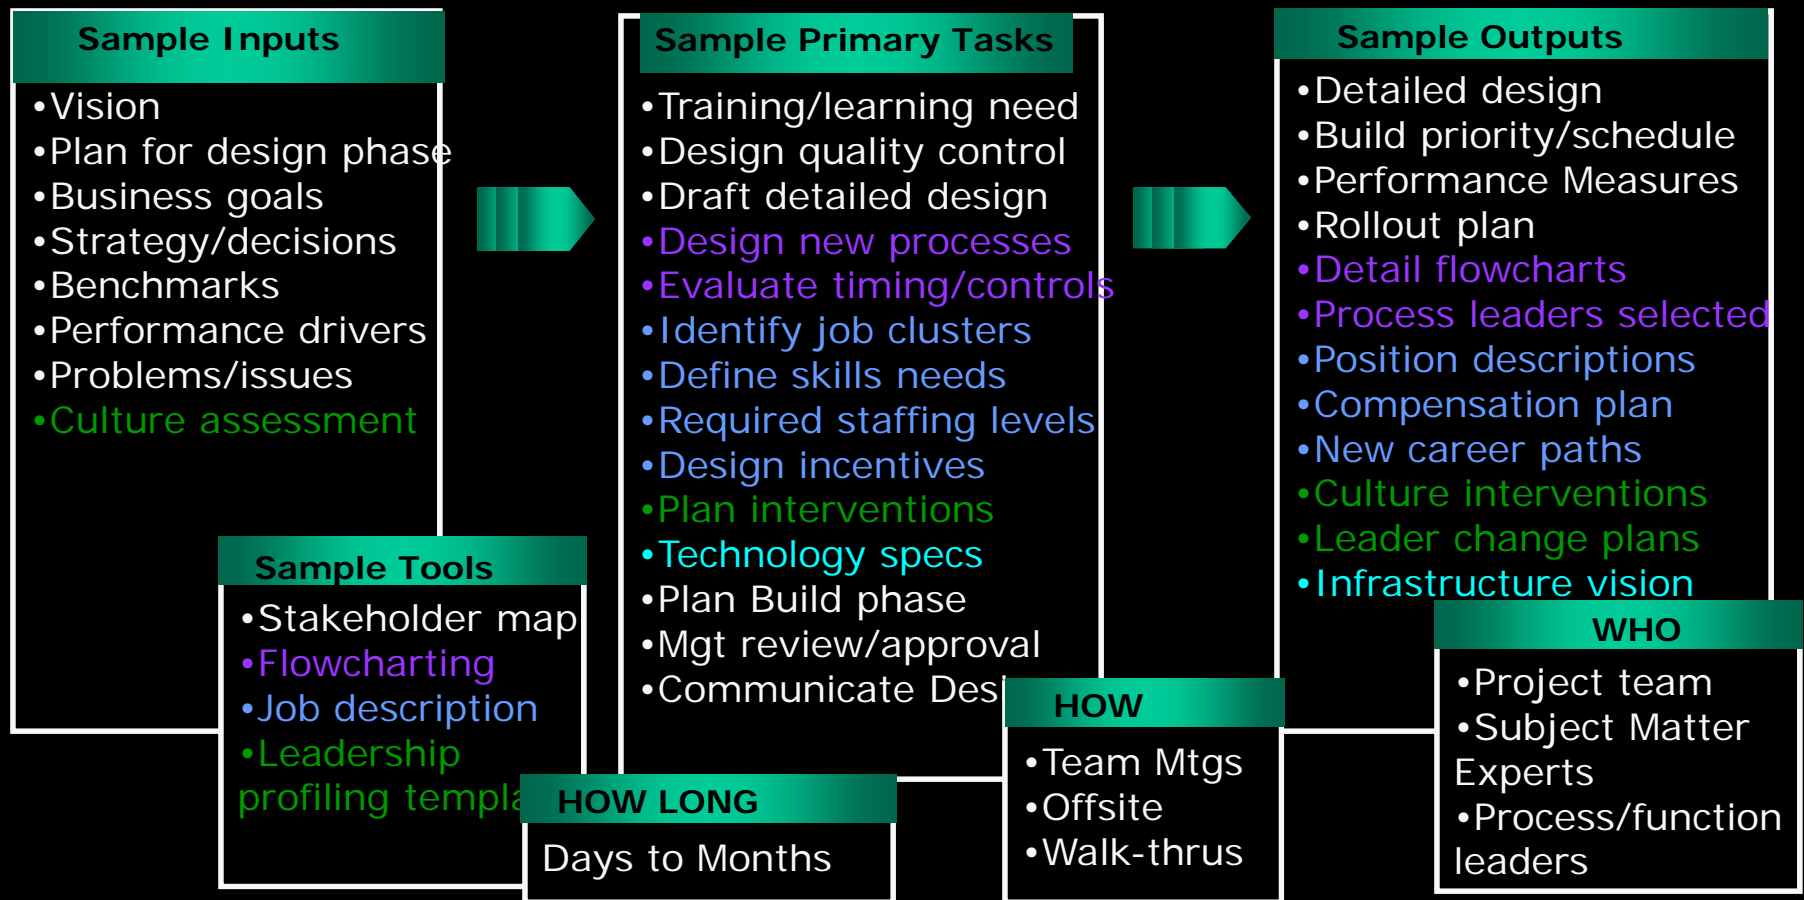 Sample Inputs
•Vision
•Plan for design phase
•Business goals
•Strategy/decisions
•Benchmarks
•Performance drivers
•Problems/issues
•Culture assessment
Sample Tools
•Stakeholder map
•Flowcharting
•Job description
•Leadership
profiling
HOW LONG
Days to Months
Sample Primary Tasks
•Training/learning need
•Design quality control
•Draft detailed design
•Design new processes
•Evaluate timing/controls
•Identify job clusters
•Define skills needs
•Required staffing levels
•Design incentives
•Plan interventions
•Technology specs
•Plan Build phase
•Mgt review/approval
•Communicate
HOW
•Team Mtgs
•Offsite
•Walk-thrus
Sample Outputs
•Detailed design
•Build priority/schedule
•Performance Measures
•Rollout plan
•Detail flowcharts
•Process leaders selected
•Position descriptions
•Compensation plan
•New career paths
•Culture interventions
•Leader change plans
•Infrastructure vision
WHO
•Project team
•Subject Matter
Experts
•Process/function
leaders